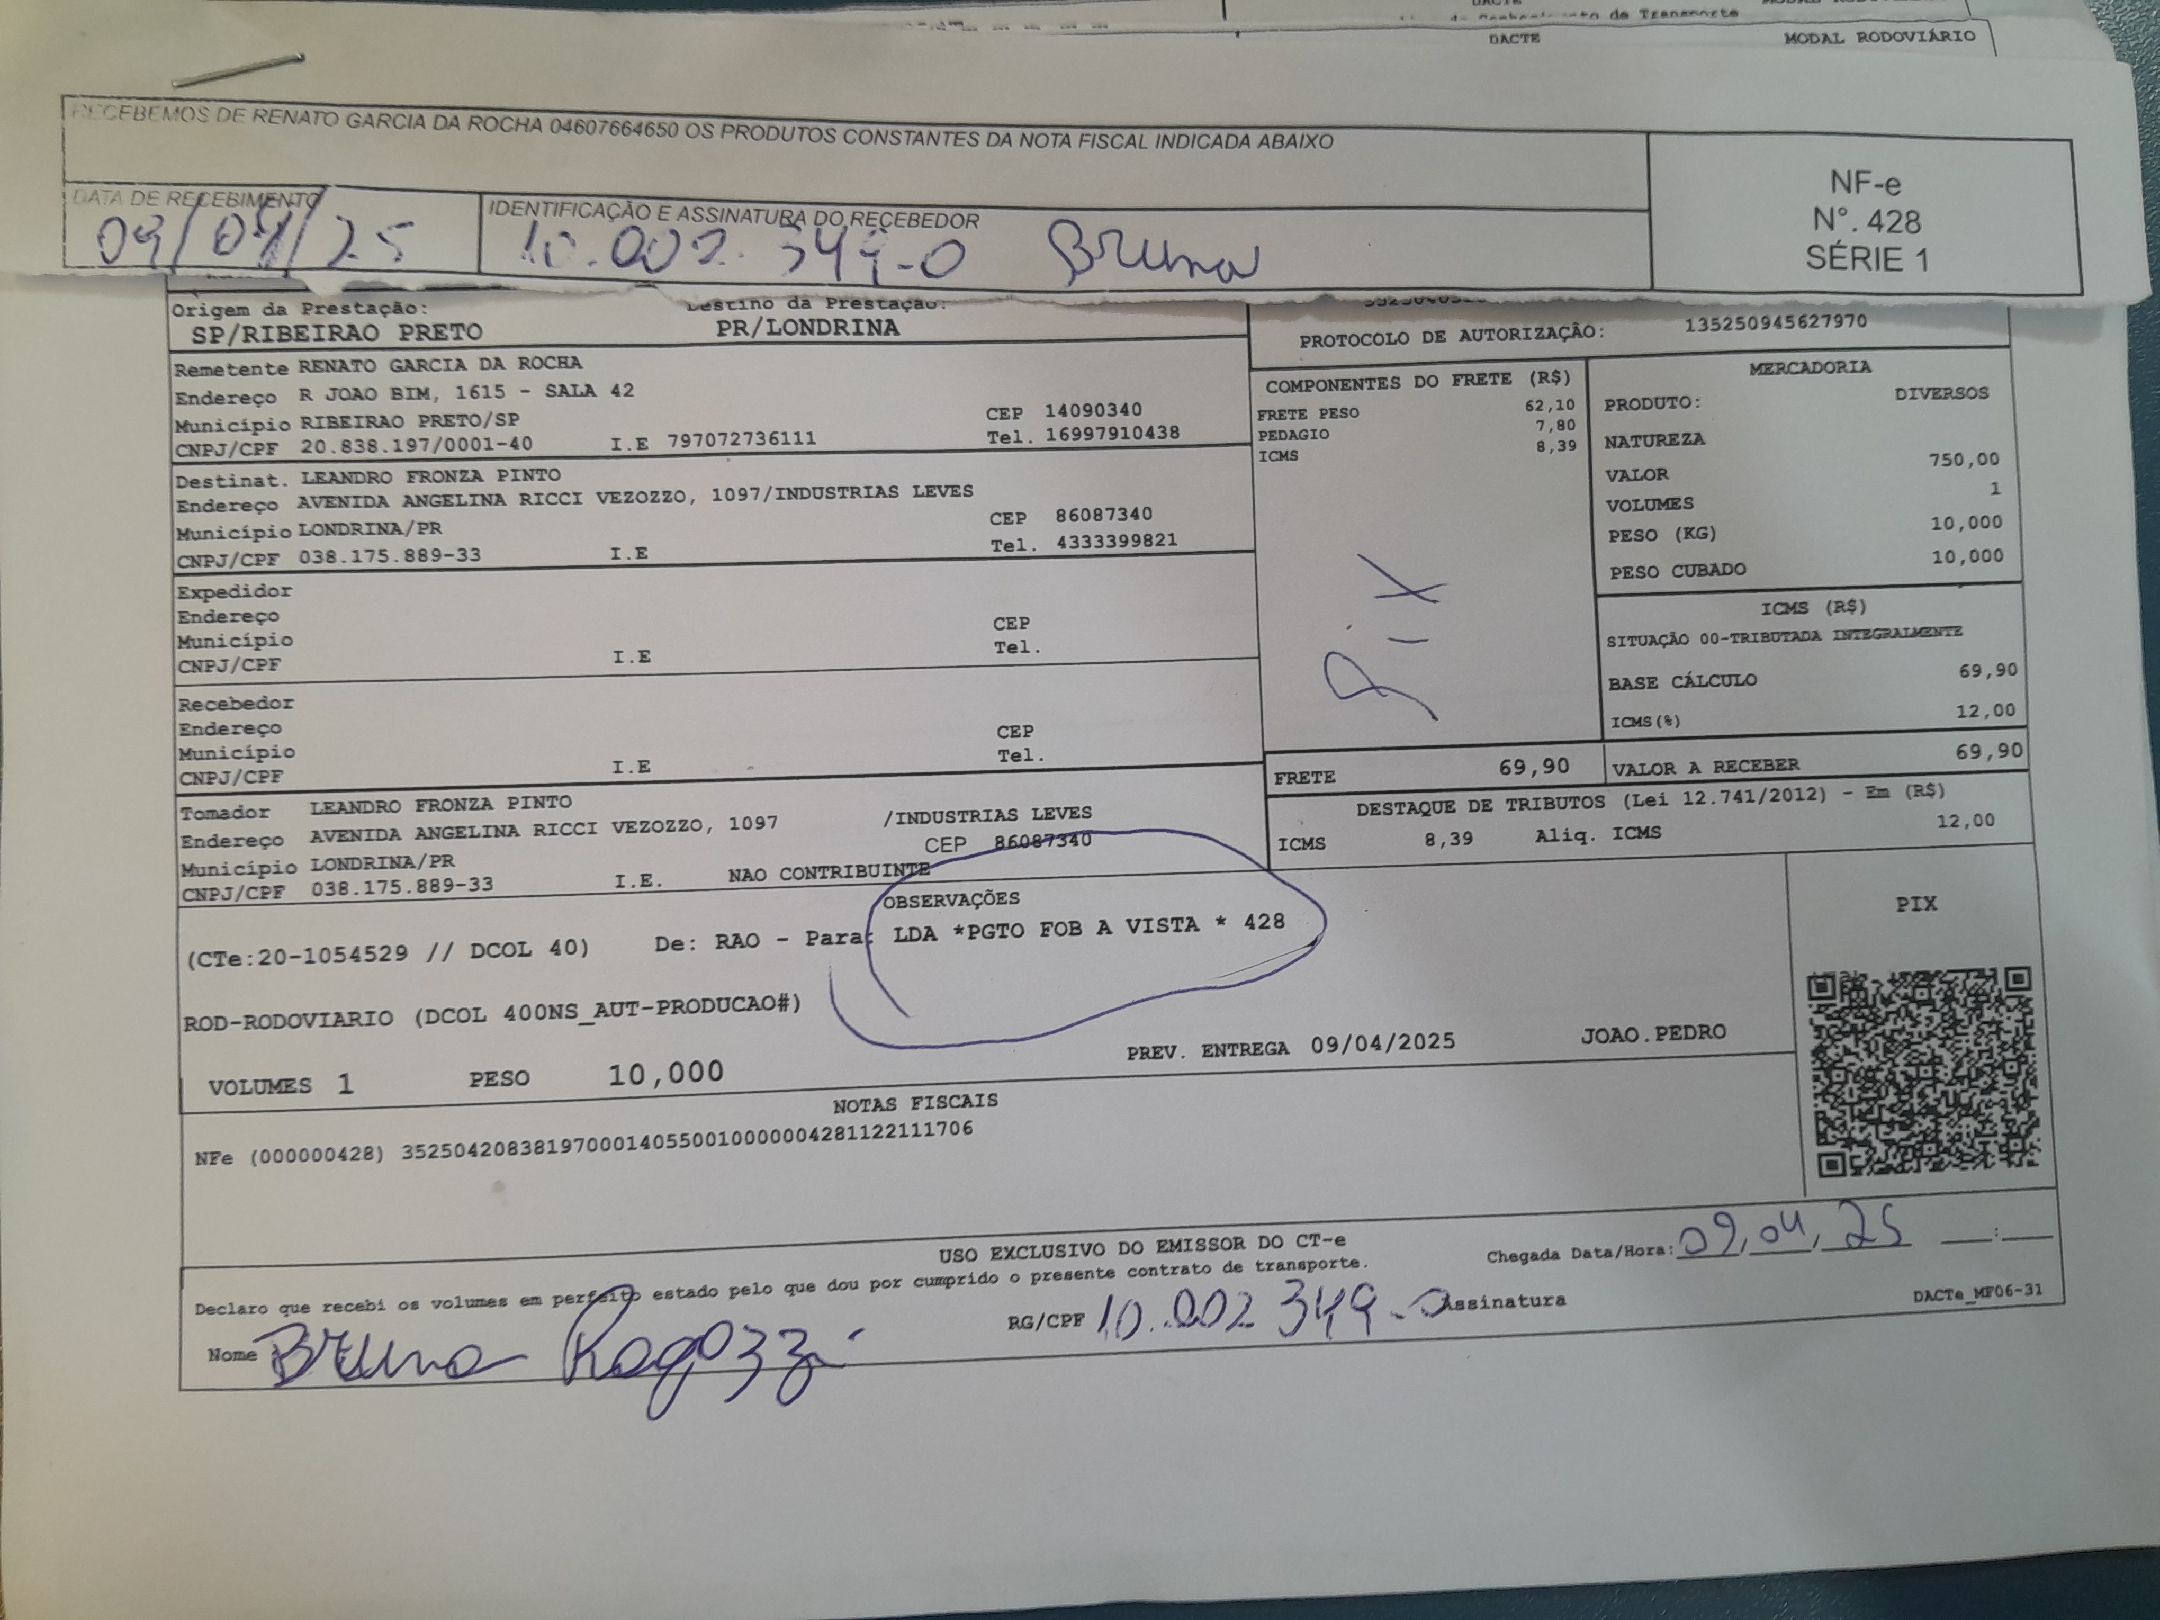 DACTE MODAL RODOVIÁRIO
RECEBEMOS DE RENATO GARCIA DA ROCHA 04607664650 OS PRODUTOS CONSTANTES DA NOTA FISCAL INDICADA ABAIXO
NF-e
Nº. 428
SÉRIE 1
DATA DE RECEBIMENTO
09/04/25
IDENTIFICAÇÃO E ASSINATURA DO RECEBEDOR
10.002.349-0 Bruna
Origem da Prestação:
SP/RIBEIRAO PRETO
Destino da Prestação:
PR/LONDRINA
PROTOCOLO DE AUTORIZAÇÃO: 135250945627970
Remetente RENATO GARCIA DA ROCHA
Endereço R JOAO BIM, 1615 - SALA 42
Município RIBEIRAO PRETO/SP CEP 14090340
CNPJ/CPF 20.838.197/0001-40 I.E 797072736111 Tel. 16997910438
Destinat. LEANDRO FRONZA PINTO
Endereço AVENIDA ANGELINA RICCI VEZOZZO, 1097/INDUSTRIAS LEVES
Município LONDRINA/PR CEP 86087340
CNPJ/CPF 038.175.889-33 I.E Tel. 4333399821
Expedidor
Endereço
Município CEP
CNPJ/CPF I.E Tel.
Recebedor
Endereço
Município CEP
CNPJ/CPF I.E Tel.
Tomador LEANDRO FRONZA PINTO
Endereço AVENIDA ANGELINA RICCI VEZOZZO, 1097 /INDUSTRIAS LEVES
Município LONDRINA/PR CEP 86087340
CNPJ/CPF 038.175.889-33 I.E. NAO CONTRIBUINTE
COMPONENTES DO FRETE (R$)
FRETE PESO 62,10
PEDAGIO 7,80
ICMS 8,39
Pix
FRETE 69,90
MERCADORIA
PRODUTO: DIVERSOS
NATUREZA
VALOR 750,00
VOLUMES 1
PESO (KG) 10,000
PESO CUBADO 10,000
ICMS (R$)
SITUAÇÃO 00-TRIBUTADA INTEGRALMENTE
BASE CÁLCULO 69,90
ICMS(%) 12,00
VALOR A RECEBER 69,90
DESTAQUE DE TRIBUTOS (Lei 12.741/2012) - Em (R$)
ICMS 8,39 Aliq. ICMS 12,00
OBSERVAÇÕES
(CTe:20-1054529 // DCOL 40) De: RAO - Para: LDA *PGTO FOB A VISTA * 428
ROD-RODOVIARIO (DCOL 400NS_AUT-PRODUCAO#)
VOLUMES 1 PESO 10,000 PREV. ENTREGA 09/04/2025 JOAO.PEDRO
PIX
NOTAS FISCAIS
NFe (000000428) 35250420838197000140550010000004281122111706
USO EXCLUSIVO DO EMISSOR DO CT-e
Declaro que recebi os volumes em perfeito estado pelo que dou por cumprido o presente contrato de transporte.
Chegada Data/Hora: 09,04,25 __:__
Nome Bruna Ragozzi RG/CPF 10.002349-0 Assinatura
DACTe_MF06-31